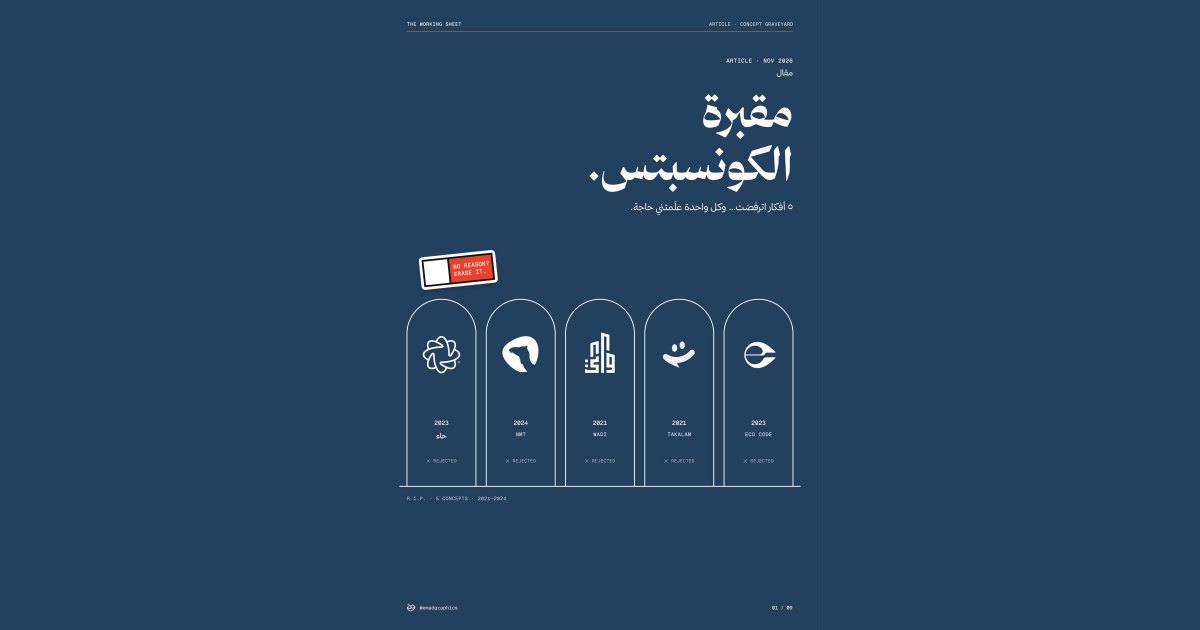 THE WORKING SHEET
ARTICLE · CONCEPT GRAVEYARD
ARTICLE · NOV 2026
مقال
مقبرة
الكونسبتس.
أفكار اترفضت... وكل واحدة علّمتني حاجة.
NO REASON?
ERASE IT.
2023
حاء
× REJECTED
2024
NMT
× REJECTED
وادي
2021
WADI
× REJECTED
2021
TAKALAM
× REJECTED
2023
ECO CODE
× REJECTED
R.I.P. · 5 CONCEPTS · 2021–2024
@emadgraphics
01 / 09